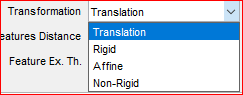 Transformation Translation
Translation
eatures Distance
Rigid
Feature Ex. Th.
Affine
Non-Rigid